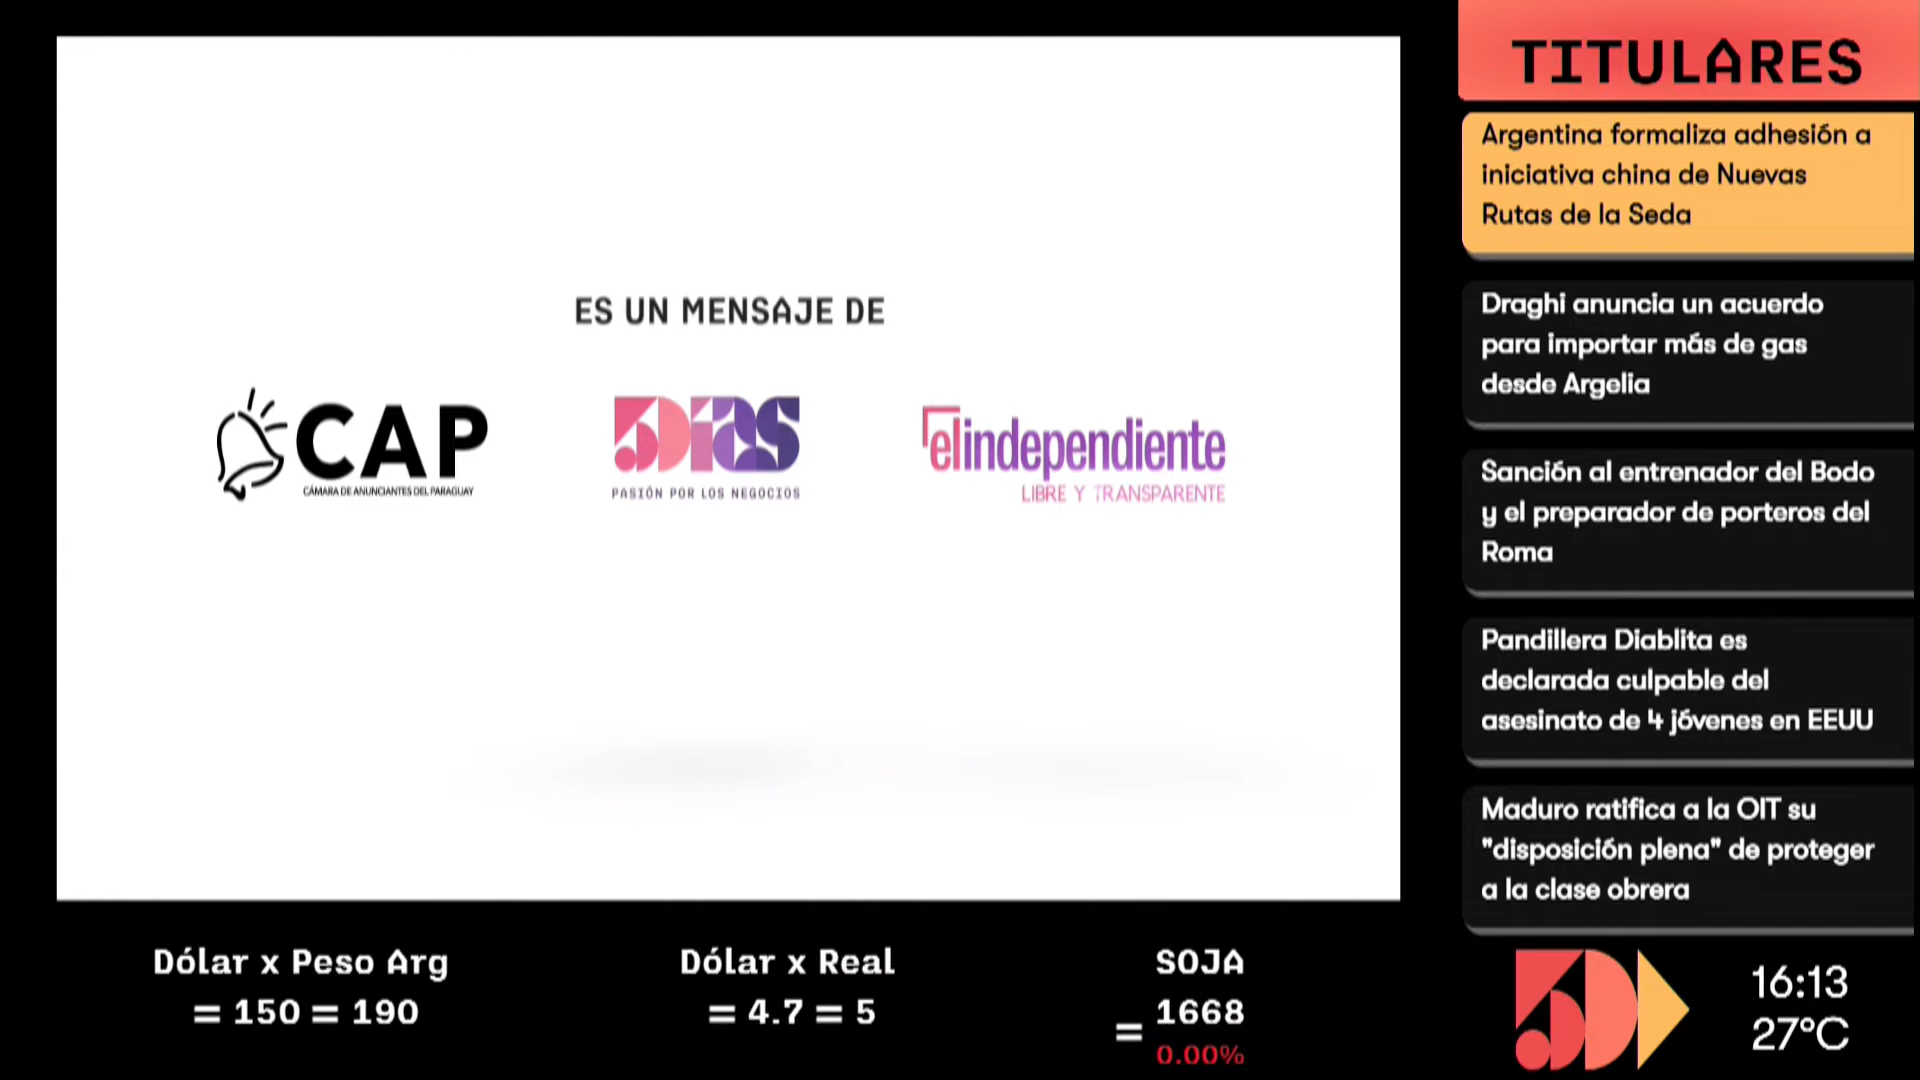 ES UN MENSAJE DE
CAP
CÁMARA DE ANUNCIANTES DEL PARAGUAY
5Días
PASIÓN POR LOS NEGOCIOS
elindependiente
LIBRE Y TRANSPARENTE
TITULARES
Argentina formaliza adhesión a
iniciativa china de Nuevas
Rutas de la Seda
Draghi anuncia un acuerdo
para importar más de gas
desde Argelia
Sanción al entrenador del Bodo
y el preparador de porteros del
Roma
Pandillera Diablita es
declarada culpable del
asesinato de 4 jóvenes en EEUU
Maduro ratifica a la OIT su
"disposición plena" de proteger
a la clase obrera
Dólar x Peso Arg
= 150 = 190
Dólar x Real
= 4.7 = 5
SOJA
= 1668
0.00%
5D
16:13
27°C